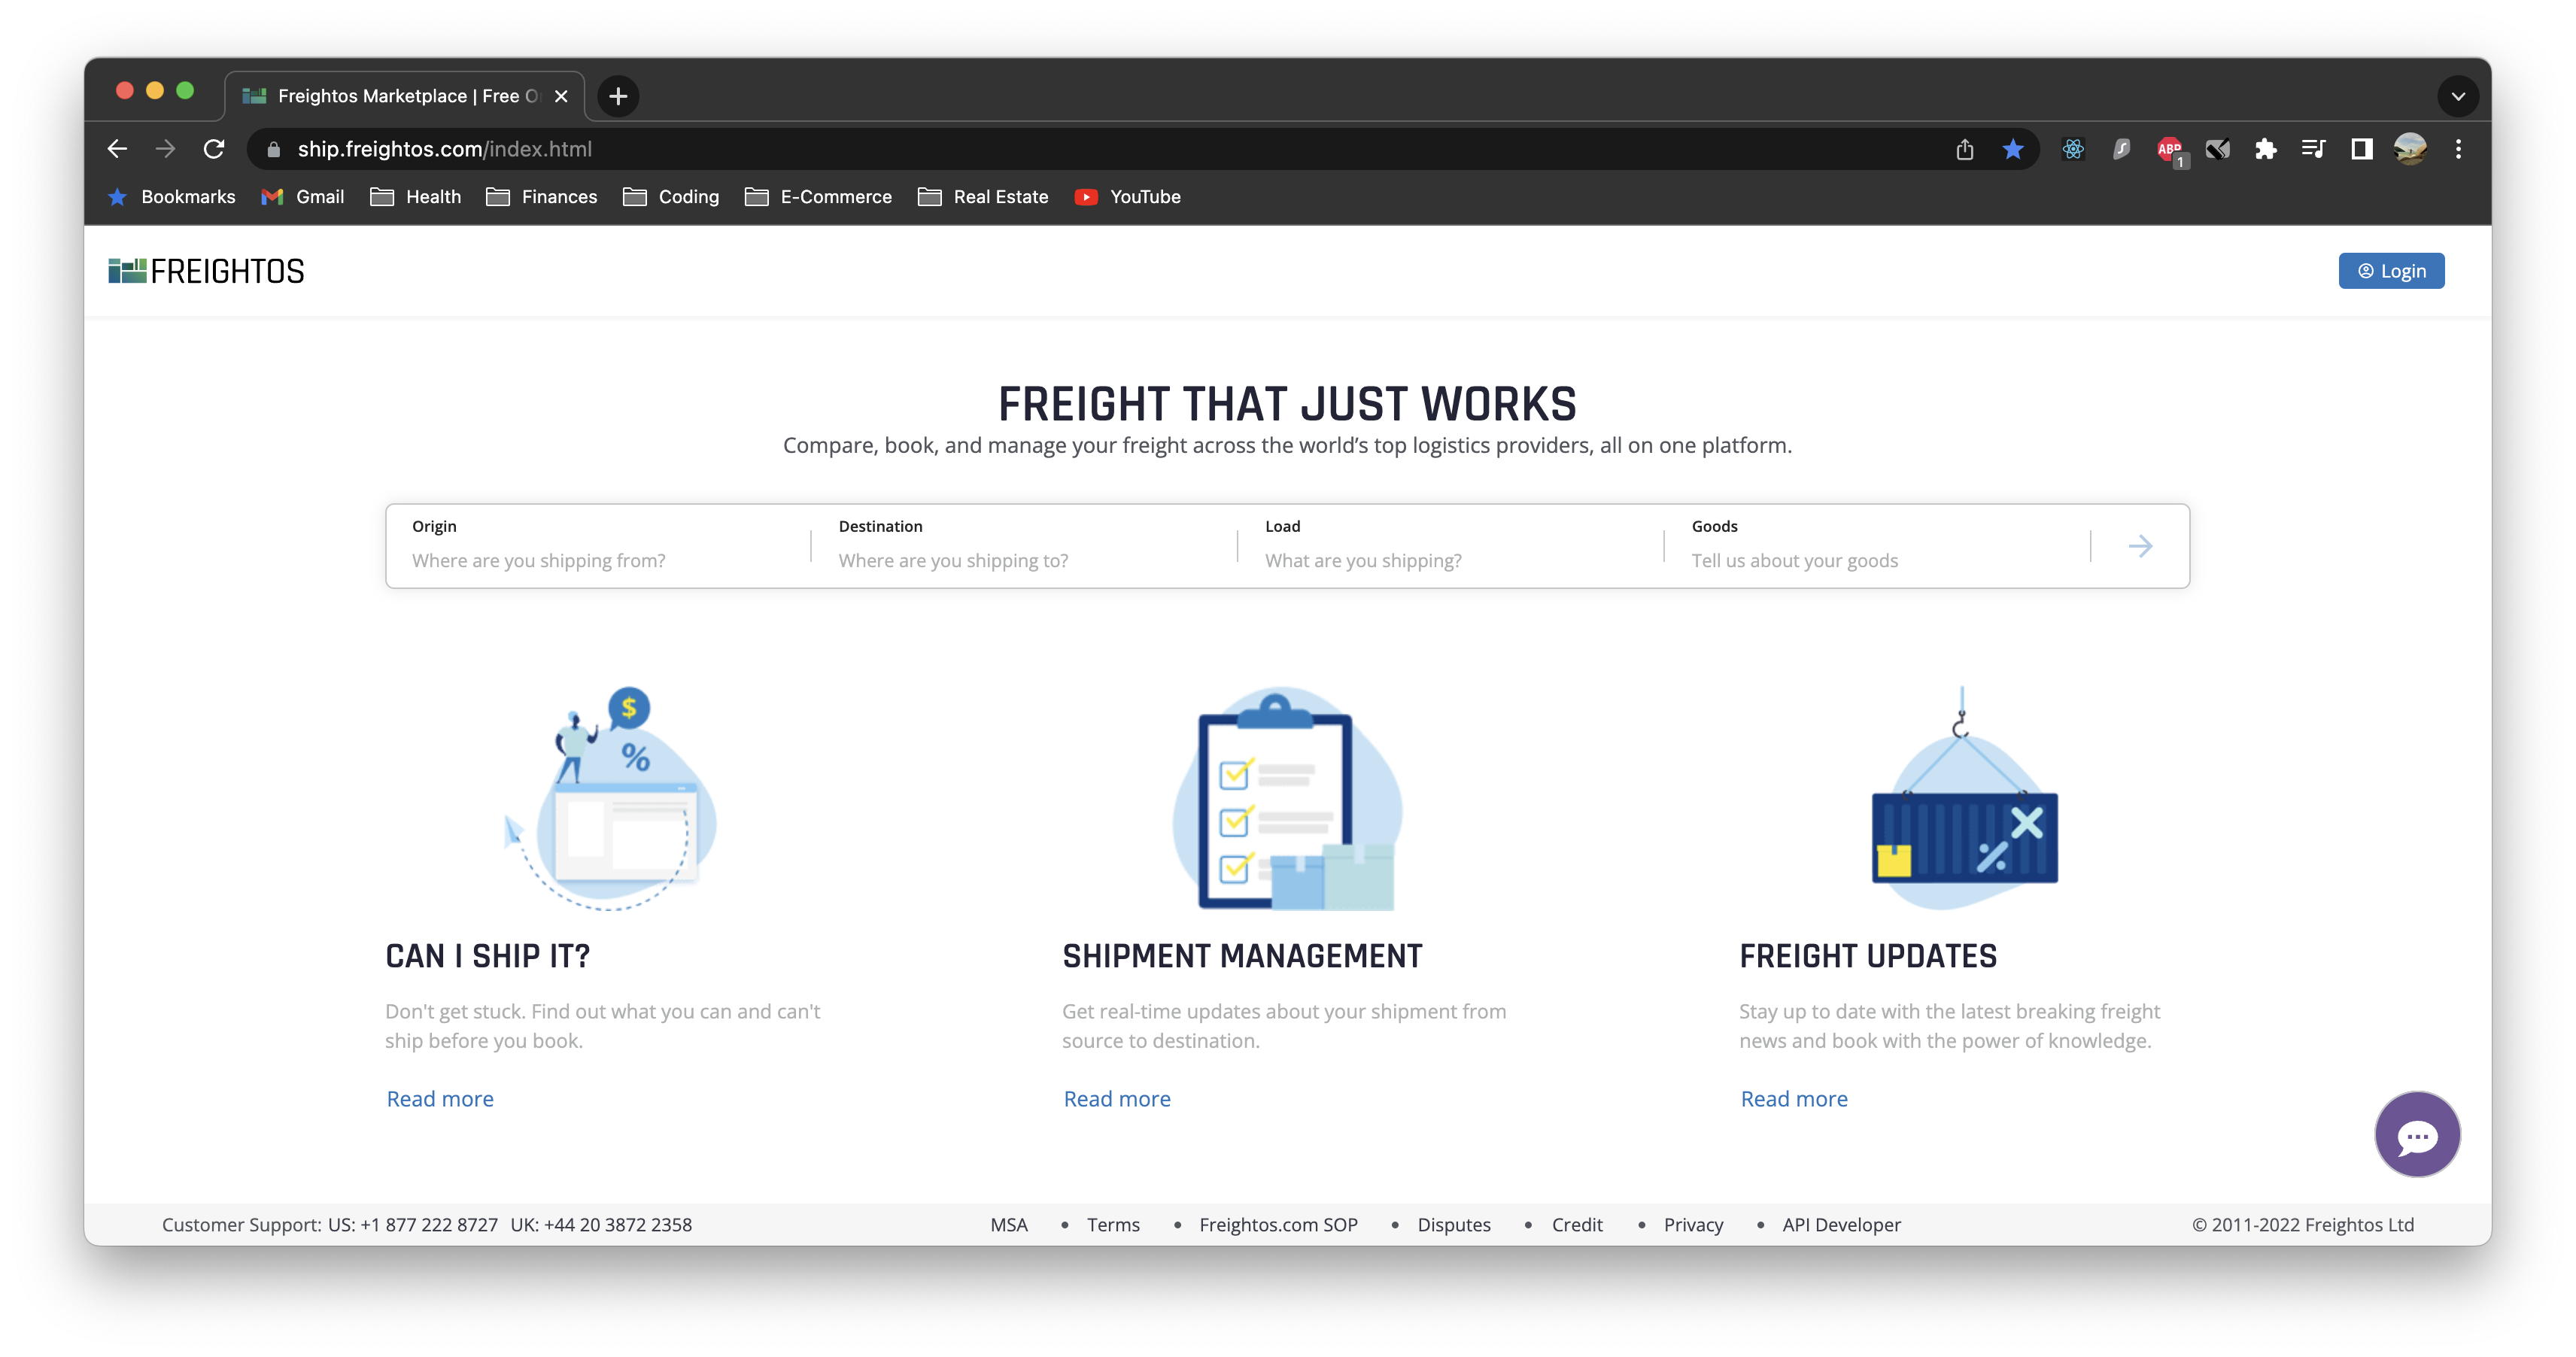 Freightos Marketplace | Free O
ship.freightos.com/index.html
ABP
1
Bookmarks
Gmail
Health
Finances
Coding
E-Commerce
Real Estate
YouTube
FREIGHTOS
Login
FREIGHT THAT JUST WORKS
Compare, book, and manage your freight across the world’s top logistics providers, all on one platform.
Origin
Where are you shipping from?
Destination
Where are you shipping to?
Load
What are you shipping?
Goods
Tell us about your goods
$
%
CAN I SHIP IT?
Don't get stuck. Find out what you can and can't
ship before you book.
Read more
SHIPMENT MANAGEMENT
Get real-time updates about your shipment from
source to destination.
Read more
FREIGHT UPDATES
Stay up to date with the latest breaking freight
news and book with the power of knowledge.
Read more
Customer Support: US: +1 877 222 8727 UK: +44 20 3872 2358
MSA • Terms • Freightos.com SOP • Disputes • Credit • Privacy • API Developer
© 2011-2022 Freightos Ltd